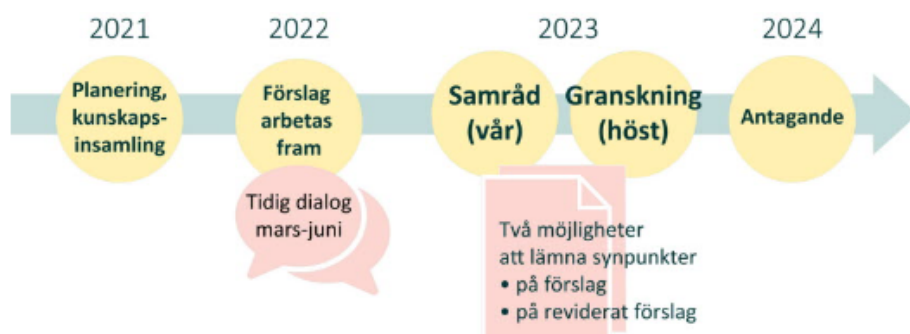 2021
2022
2023
2024
Planering,
kunskaps-
insamling
Förslag
arbetas
fram
Samråd
(vår)
Granskning
(höst)
Antagande
Tidig dialog
mars-juni
Två möjligheter
att lämna synpunkter
• på förslag
• på reviderat förslag